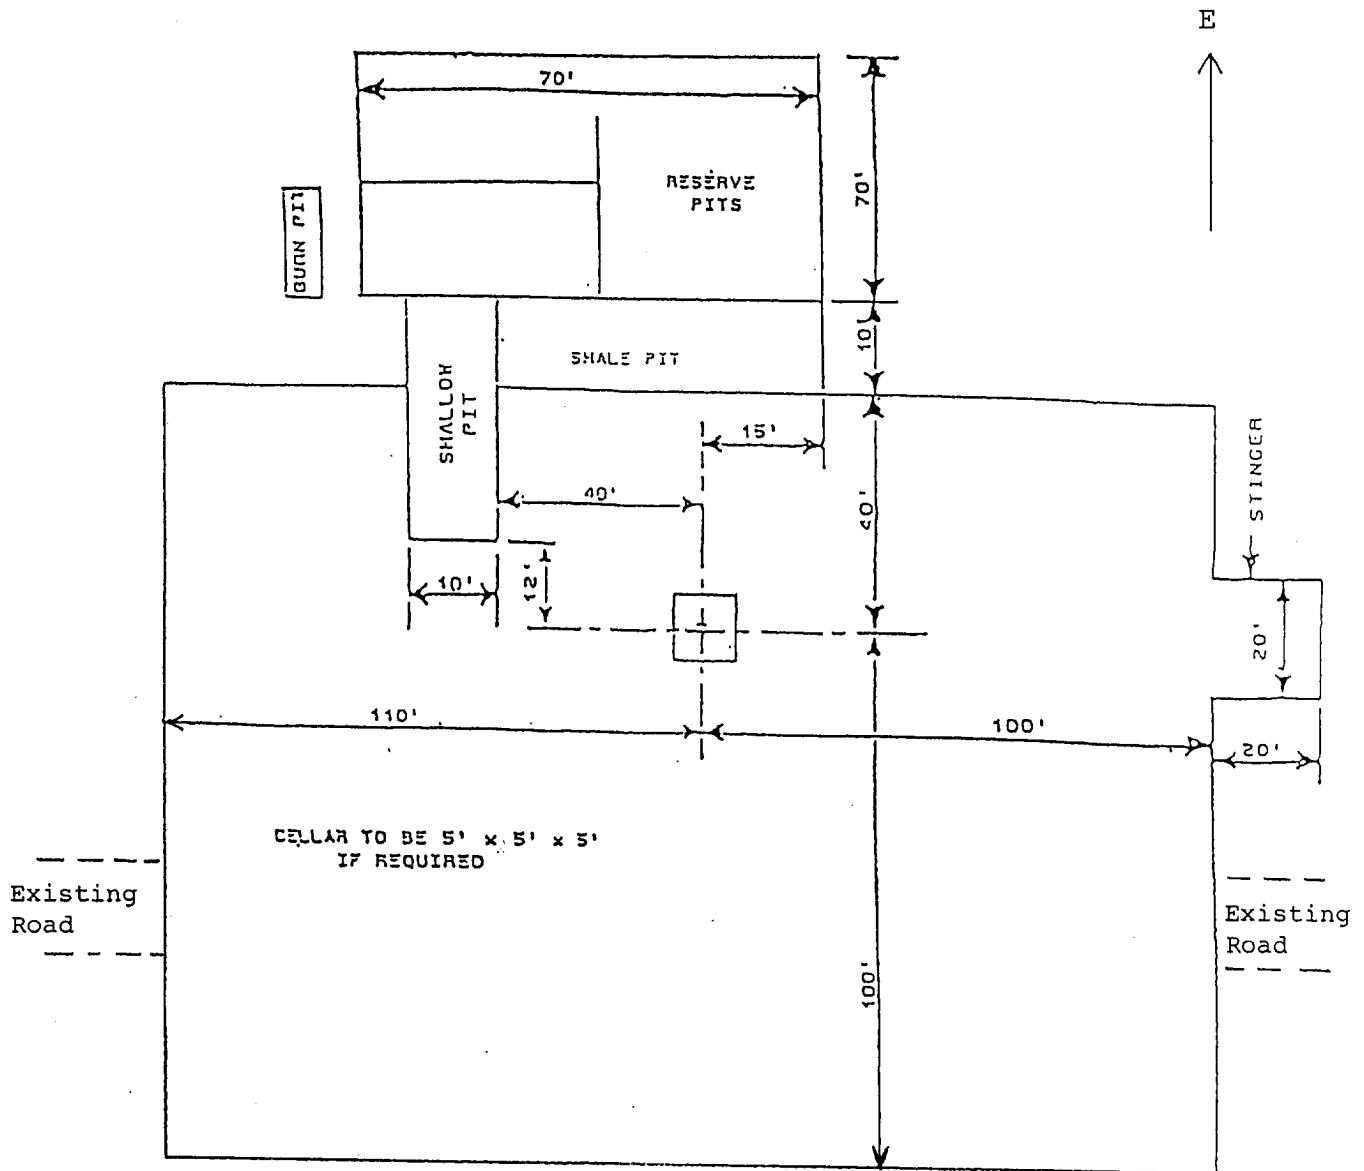 E
70'
RESERVE
PITS
70'
BURN PIT
10'
SHALE PIT
SHALLOW
PIT
15'
40'
40'
STINGER
10'
12'
20'
110'
100'
20'
CELLAR TO BE 5' x 5' x 5'
IF REQUIRED
Existing
Road
Existing
Road
100'